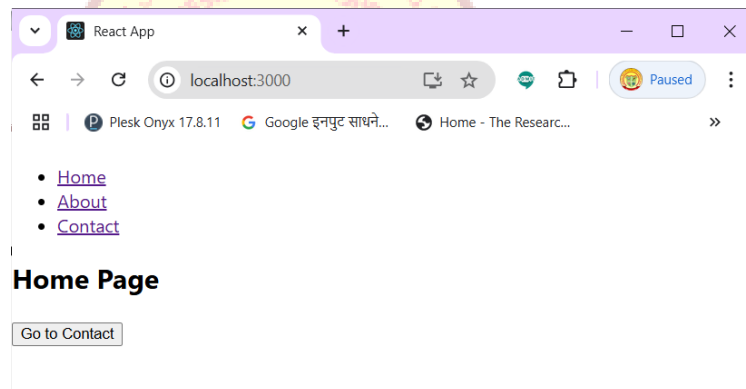 React App
localhost:3000
Paused
Plesk Onyx 17.8.11 Google इनपुट साधने... Home - The Researc...
Home
About
Contact
Home Page
Go to Contact